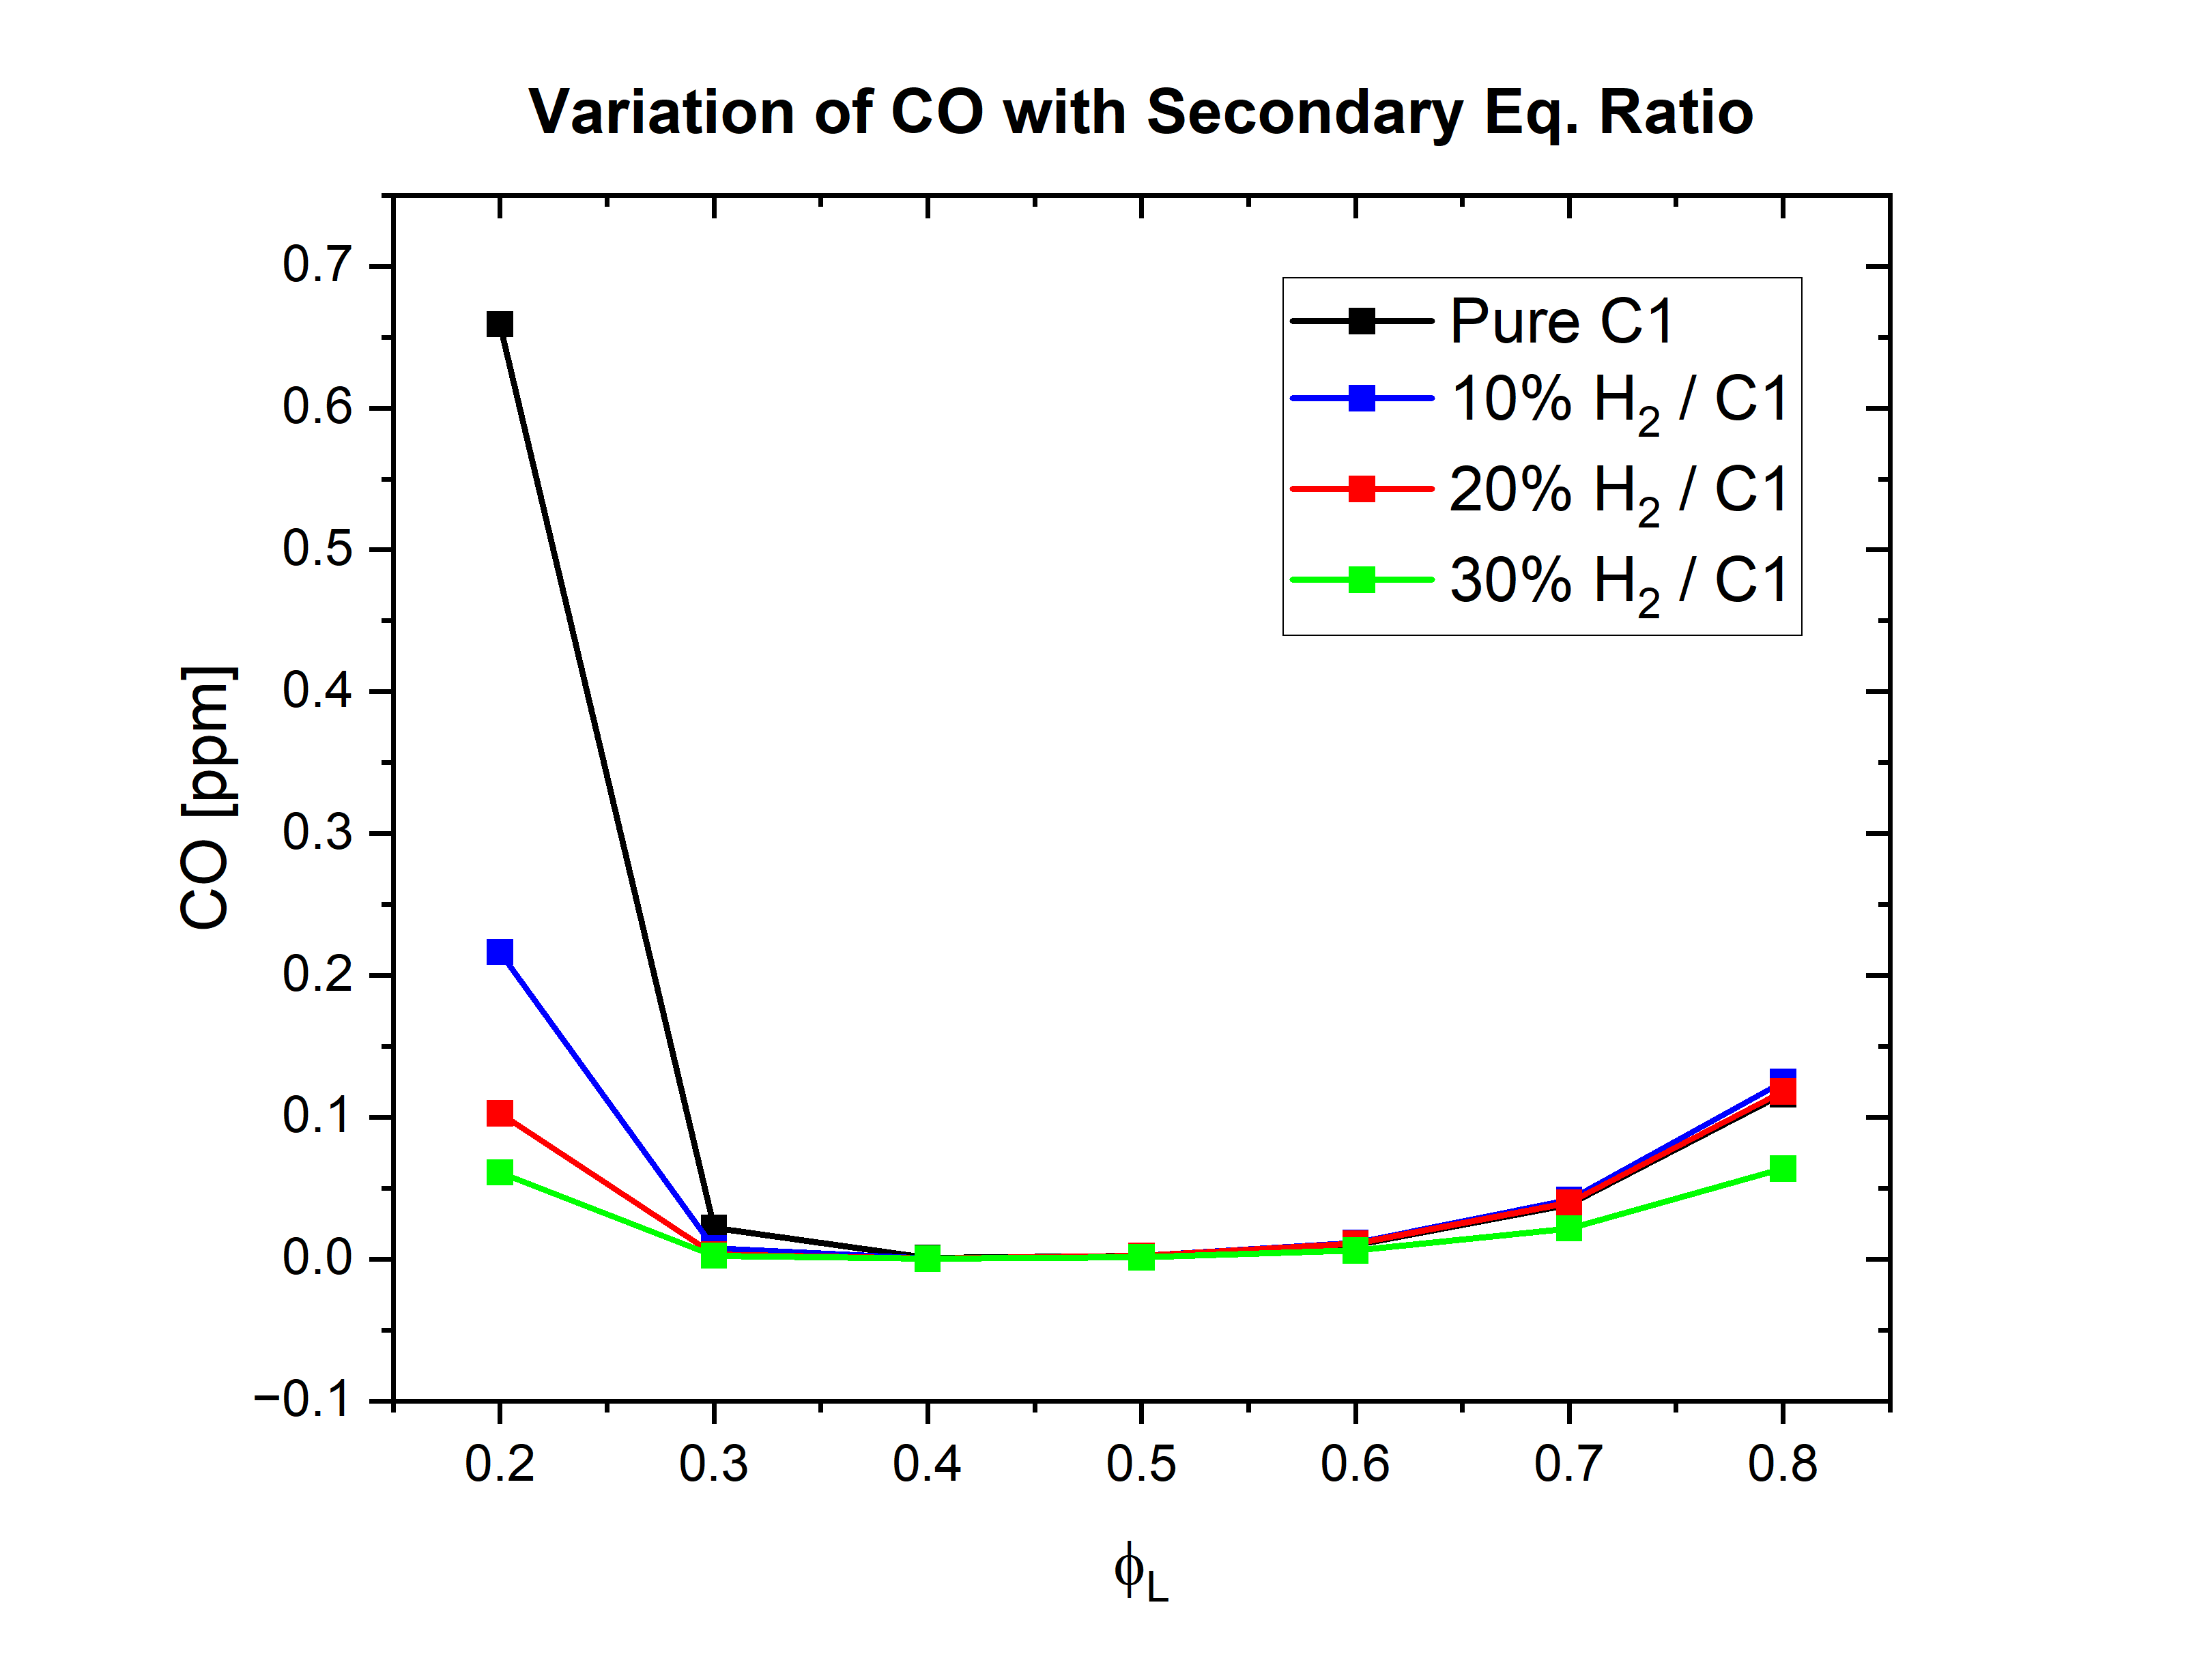 Variation of CO with Secondary Eq. Ratio
Pure C1
10% H₂ / C1
20% H₂ / C1
30% H₂ / C1
CO [ppm]
0.7
0.6
0.5
0.4
0.3
0.2
0.1
0.0
−0.1
0.2 0.3 0.4 0.5 0.6 0.7 0.8
ϕL